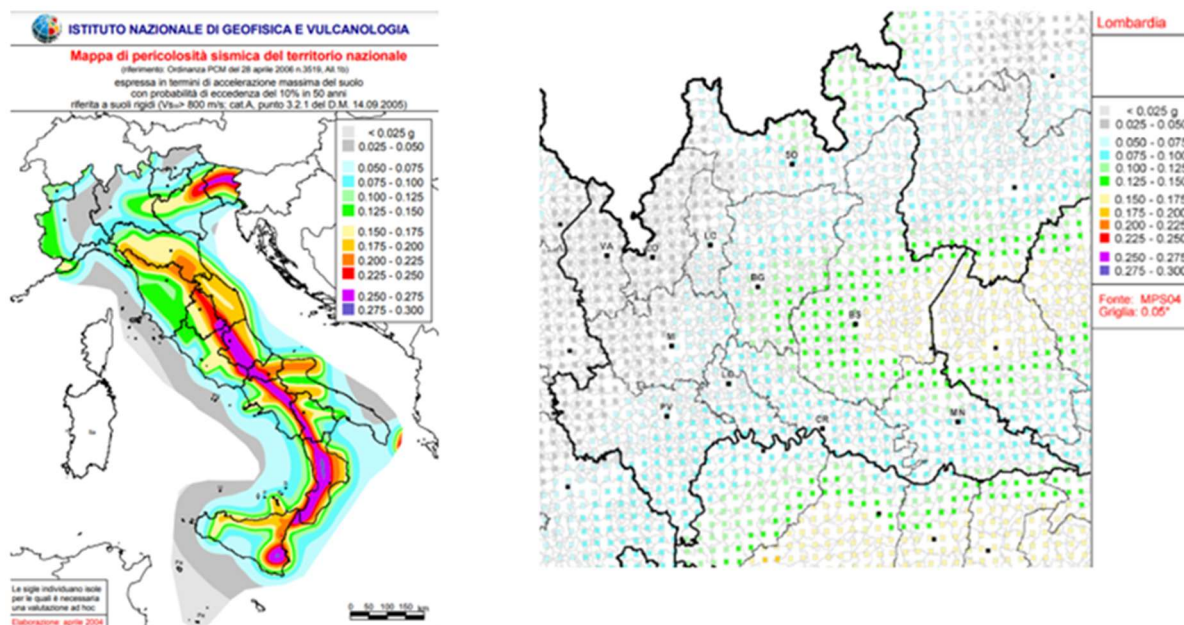 ISTITUTO NAZIONALE DI GEOFISICA E VULCANOLOGIA
Mappa di pericolosità sismica del territorio nazionale
(riferimento: Ordinanza PCM del 28 aprile 2006 n.3519, All.1b)
espressa in termini di accelerazione massima del suolo
con probabilità di eccedenza del 10% in 50 anni
riferita a suoli rigidi (Vs₃₀> 800 m/s; cat.A, punto 3.2.1 del D.M. 14.09.2005)
< 0.025 g
0.025 - 0.050
0.050 - 0.075
0.075 - 0.100
0.100 - 0.125
0.125 - 0.150
0.150 - 0.175
0.175 - 0.200
0.200 - 0.225
0.225 - 0.250
0.250 - 0.275
0.275 - 0.300
Le sigle individuano isole
per le quali è necessaria
una valutazione ad hoc
Elaborazione: aprile 2004
0 50 100 150 km
Lombardia
< 0.025 g
0.025 - 0.050
0.050 - 0.075
0.075 - 0.100
0.100 - 0.125
0.125 - 0.150
0.150 - 0.175
0.175 - 0.200
0.200 - 0.225
0.225 - 0.250
0.250 - 0.275
0.275 - 0.300
Fonte: MPS04
Griglia: 0.05°
SO
VA
CO
LC
BG
BS
MI
LO
PV
CR
MN